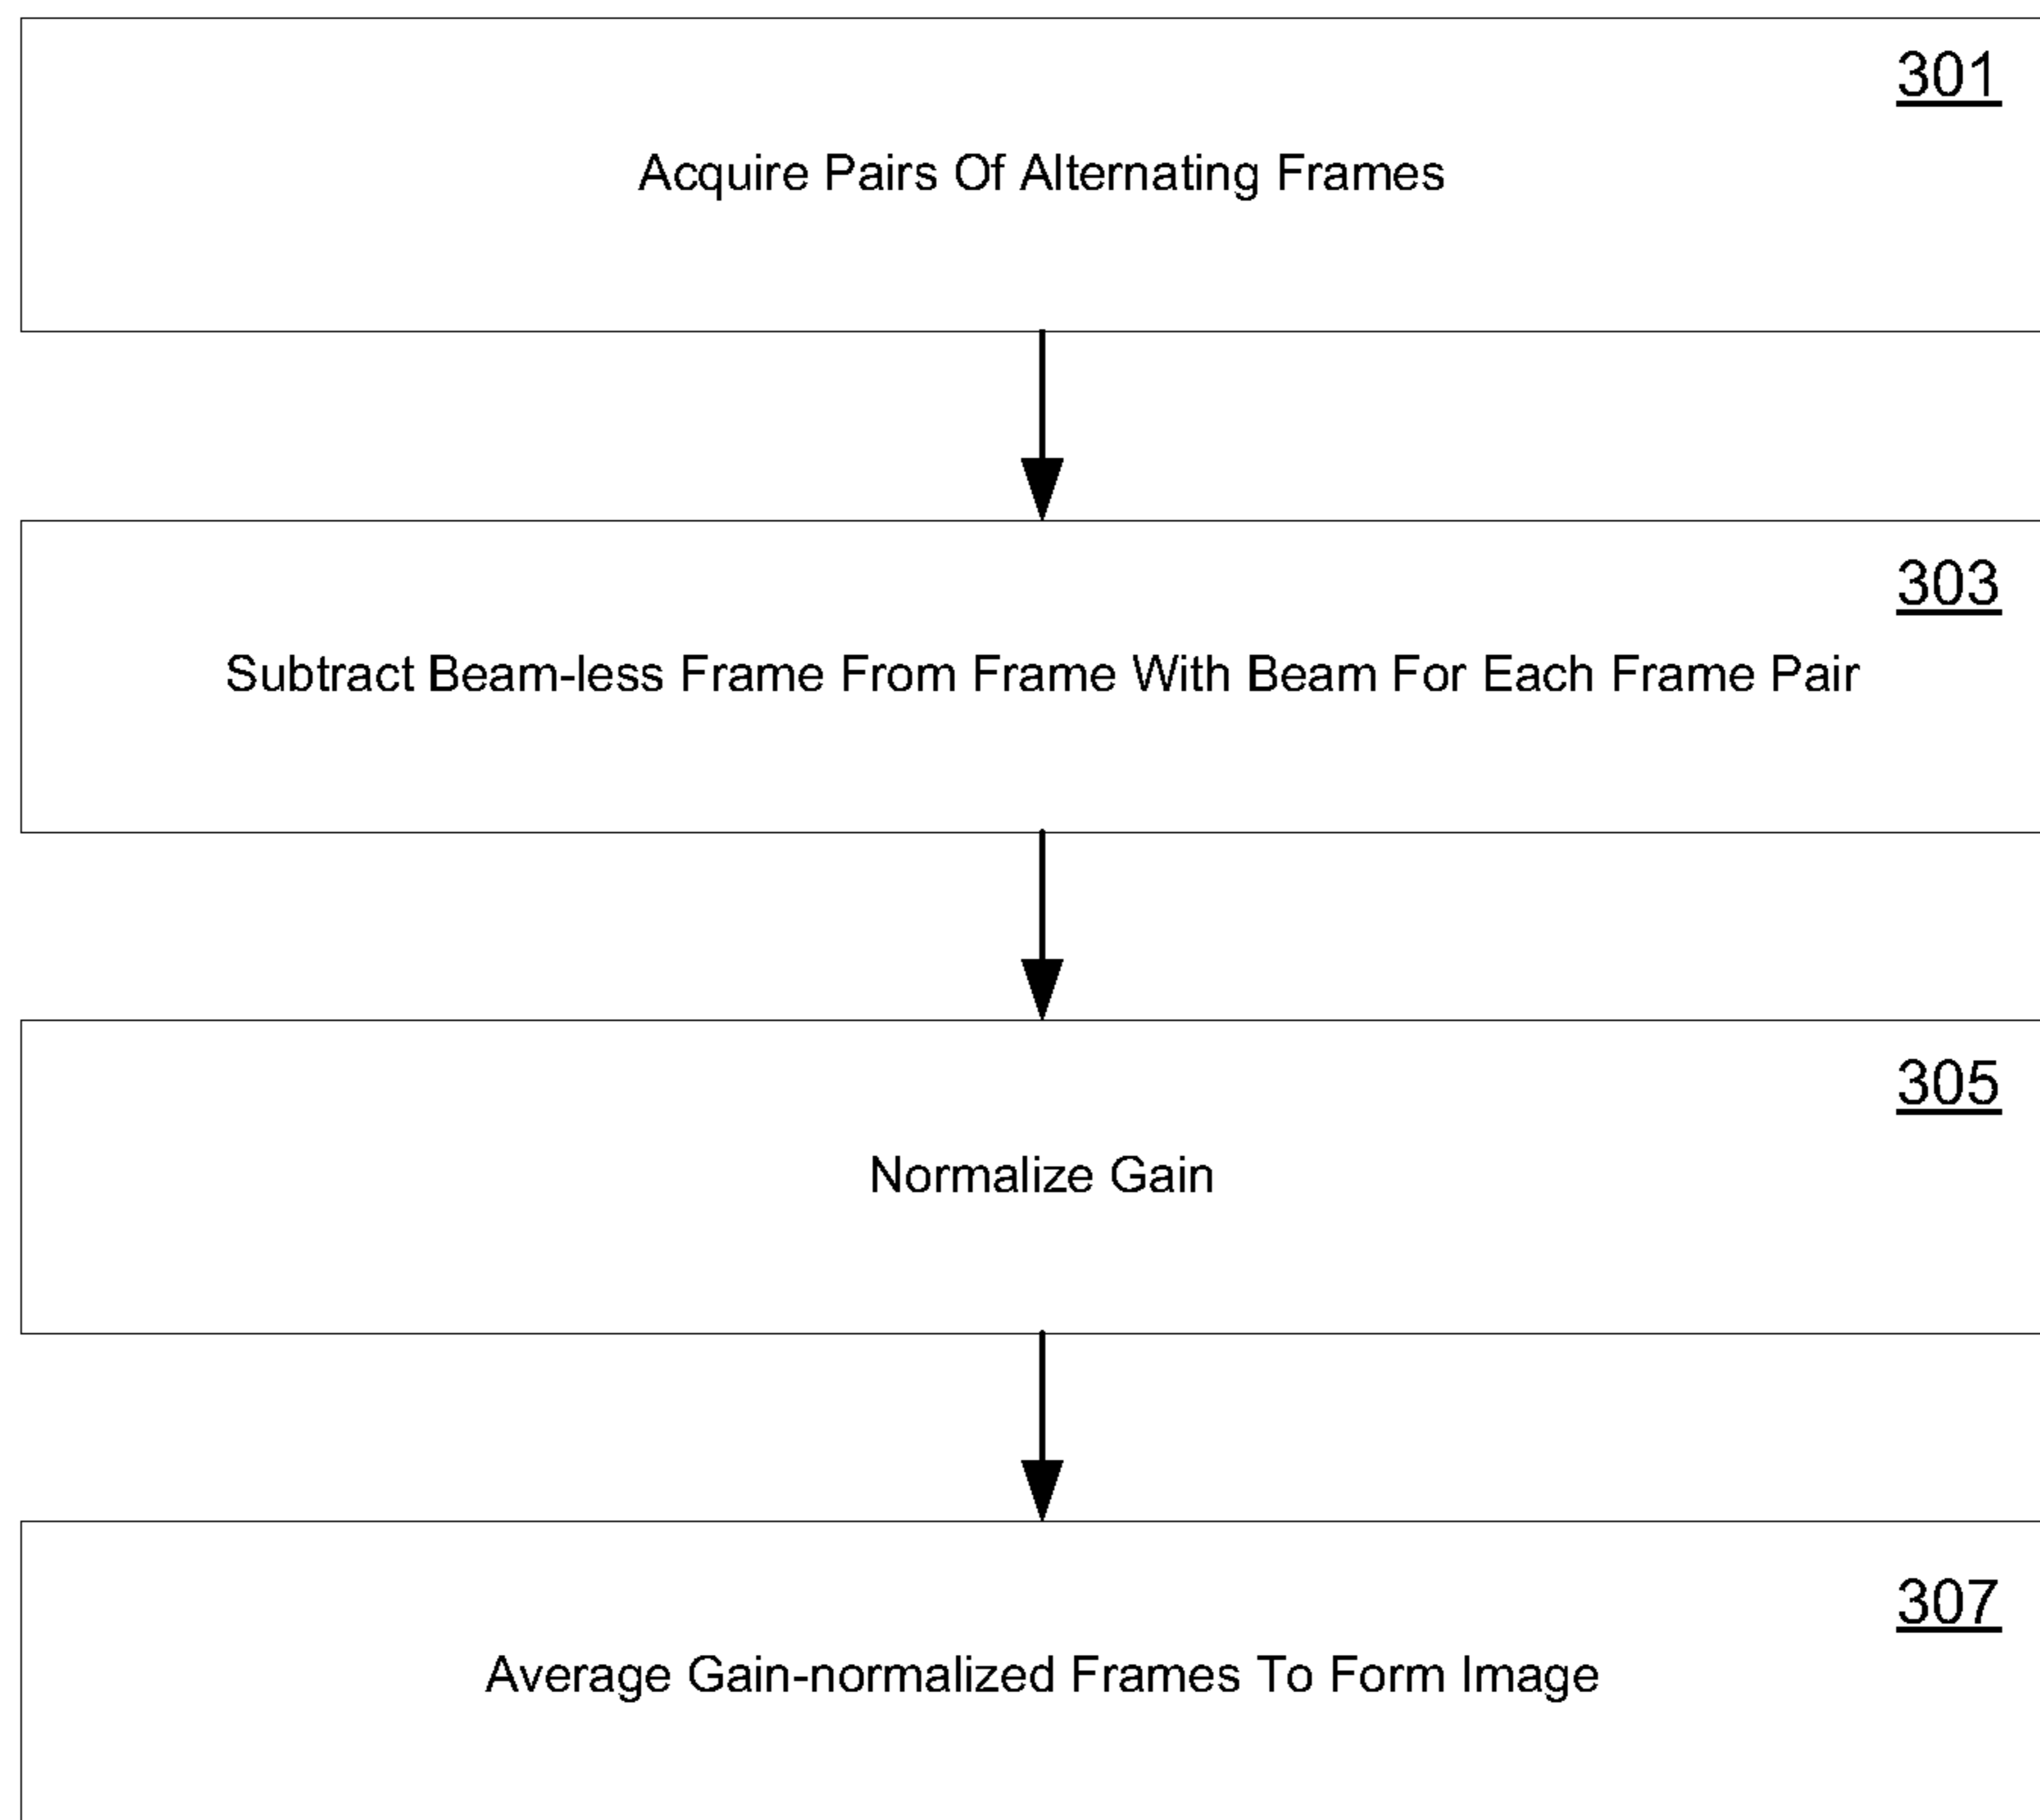 301
Acquire Pairs Of Alternating Frames
303
Subtract Beam-less Frame From Frame With Beam For Each Frame Pair
305
Normalize Gain
307
Average Gain-normalized Frames To Form Image